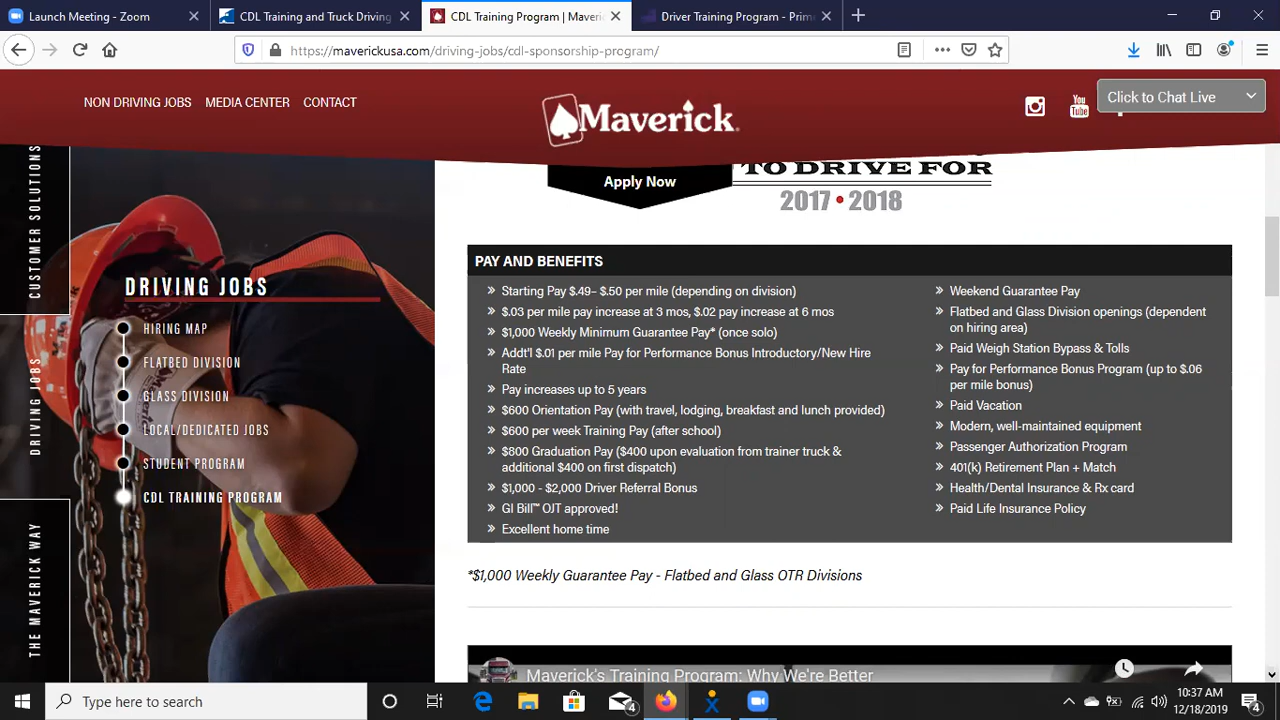 Launch Meeting - Zoom
CDL Training and Truck Driving
CDL Training Program | Maveri
Driver Training Program - Prim
https://maverickusa.com/driving-jobs/cdl-sponsorship-program/
NON DRIVING JOBS MEDIA CENTER CONTACT
Maverick
You
Tube
Click to Chat Live
Apply Now
TO DRIVE FOR
2017 • 2018
CUSTOMER SOLUTIONS
DRIVING JOBS
THE MAVERICK WAY
DRIVING JOBS
HIRING MAP
FLATBED DIVISION
GLASS DIVISION
LOCAL/DEDICATED JOBS
STUDENT PROGRAM
CDL TRAINING PROGRAM
PAY AND BENEFITS
» Starting Pay $.49– $.50 per mile (depending on division)
» $.03 per mile pay increase at 3 mos, $.02 pay increase at 6 mos
» $1,000 Weekly Minimum Guarantee Pay* (once solo)
» Addt'l $.01 per mile Pay for Performance Bonus Introductory/New Hire
Rate
» Pay increases up to 5 years
» $600 Orientation Pay (with travel, lodging, breakfast and lunch provided)
» $600 per week Training Pay (after school)
» $800 Graduation Pay ($400 upon evaluation from trainer truck &
additional $400 on first dispatch)
» $1,000 - $2,000 Driver Referral Bonus
» GI Bill™ OJT approved!
» Excellent home time
» Weekend Guarantee Pay
» Flatbed and Glass Division openings (dependent
on hiring area)
» Paid Weigh Station Bypass & Tolls
» Pay for Performance Bonus Program (up to $.06
per mile bonus)
» Paid Vacation
» Modern, well-maintained equipment
» Passenger Authorization Program
» 401(k) Retirement Plan + Match
» Health/Dental Insurance & Rx card
» Paid Life Insurance Policy
*$1,000 Weekly Guarantee Pay - Flatbed and Glass OTR Divisions
Maverick's Training Program: Why We're Better
Type here to search
4
10:37 AM
12/18/2019
4